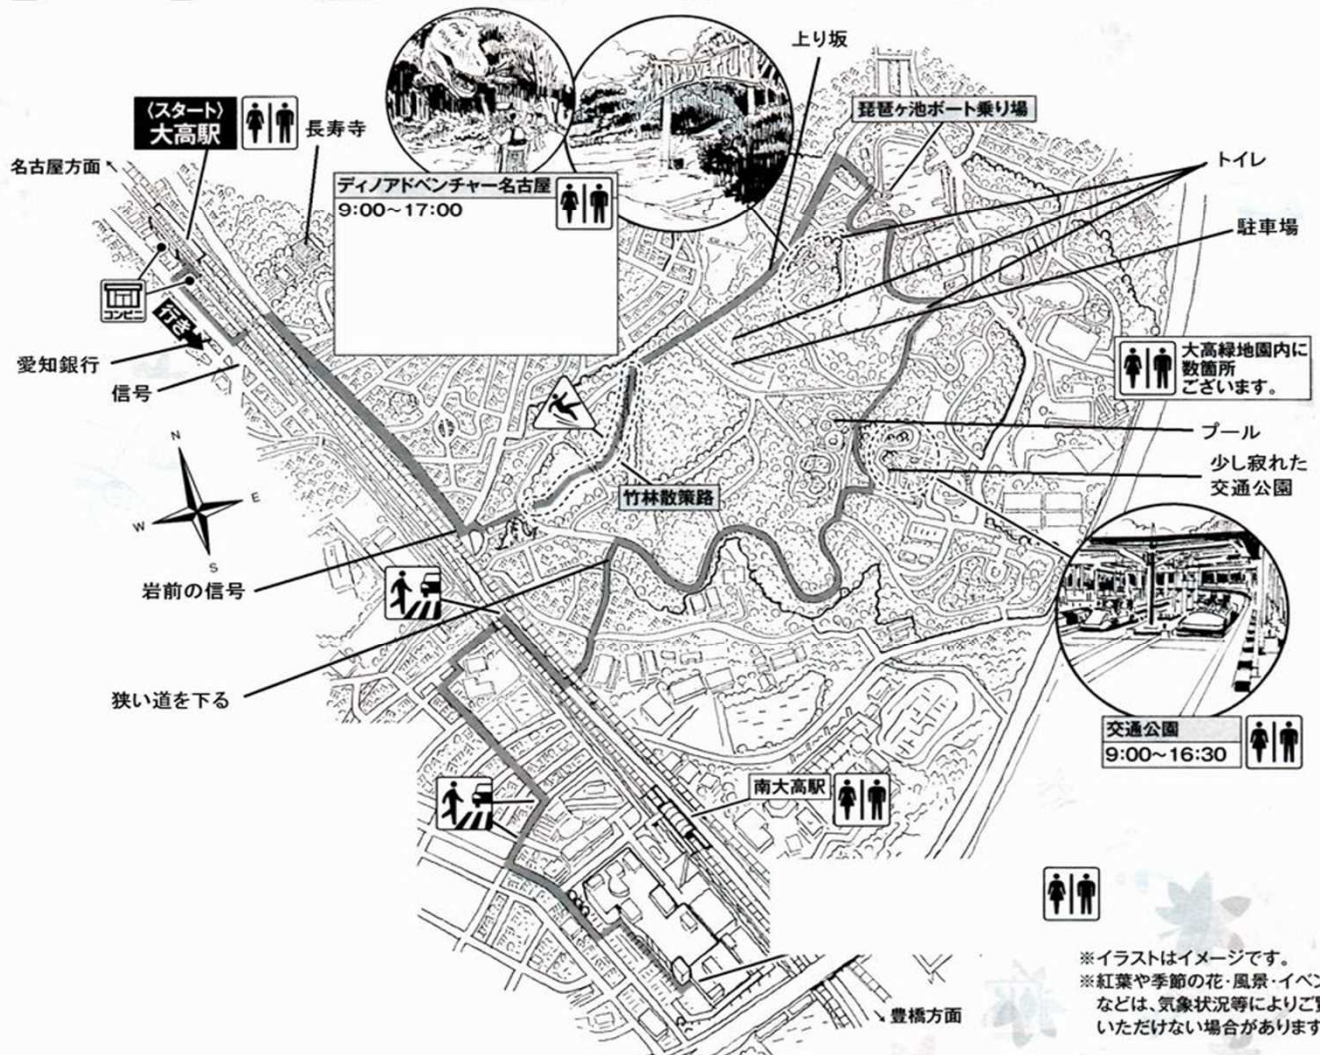 上り坂
琵琶ヶ池ボート乗り場
〈スタート〉
大高駅
長寿寺
名古屋方面
トイレ
ディノアドベンチャー名古屋
9:00〜17:00
駐車場
コンビニ
行き
愛知銀行
信号
大高緑地園内に
数箇所
ございます。
プール
少し寂れた
交通公園
竹林散策路
N
E
W
S
岩前の信号
狭い道を下る
交通公園
9:00〜16:30
南大高駅
豊橋方面
※イラストはイメージです。
※紅葉や季節の花・風景・イベン
などは、気象状況等によりご覧
いただけない場合があります